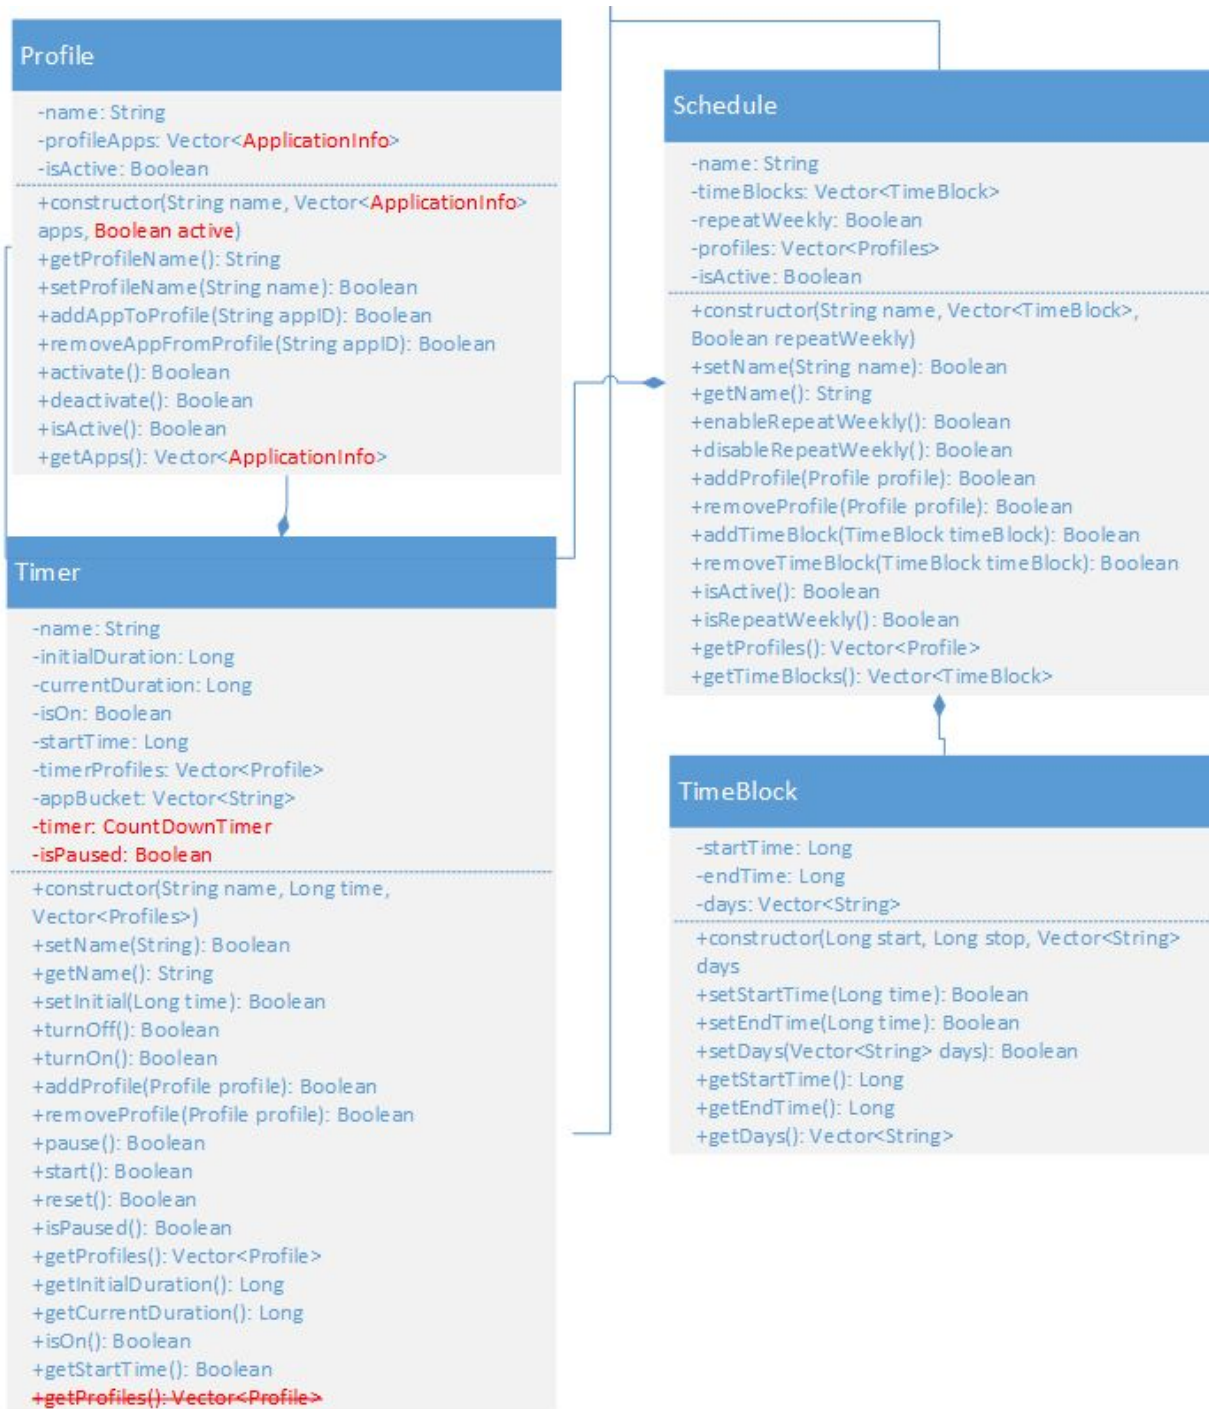 Profile
-name: String
-profileApps: Vector<ApplicationInfo>
-isActive: Boolean
+constructor(String name, Vector<ApplicationInfo>
apps, Boolean active)
+getProfileName(): String
+setProfileName(String name): Boolean
+addAppToProfile(String appID): Boolean
+removeAppFromProfile(String appID): Boolean
+activate(): Boolean
+deactivate(): Boolean
+isActive(): Boolean
+getApps(): Vector<ApplicationInfo>
Timer
-name: String
-initialDuration: Long
-currentDuration: Long
-isOn: Boolean
-startTime: Long
-timerProfiles: Vector<Profile>
-appBucket: Vector<String>
-timer: CountDownTimer
-isPaused: Boolean
+constructor(String name, Long time,
Vector<Profiles>)
+setName(String): Boolean
+getName(): String
+setInitial(Long time): Boolean
+turnOff(): Boolean
+turnOn(): Boolean
+addProfile(Profile profile): Boolean
+removeProfile(Profile profile): Boolean
+pause(): Boolean
+start(): Boolean
+reset(): Boolean
+isPaused(): Boolean
+getProfiles(): Vector<Profile>
+getInitialDuration(): Long
+getCurrentDuration(): Long
+isOn(): Boolean
+getStartTime(): Boolean
+getProfiles(): Vector<Profile>
Schedule
-name: String
-timeBlocks: Vector<TimeBlock>
-repeatWeekly: Boolean
-profiles: Vector<Profiles>
-isActive: Boolean
+constructor(String name, Vector<TimeBlock>,
Boolean repeatWeekly)
+setName(String name): Boolean
+getName(): String
+enableRepeatWeekly(): Boolean
+disableRepeatWeekly(): Boolean
+addProfile(Profile profile): Boolean
+removeProfile(Profile profile): Boolean
+addTimeBlock(TimeBlock timeBlock): Boolean
+removeTimeBlock(TimeBlock timeBlock): Boolean
+isActive(): Boolean
+isRepeatWeekly(): Boolean
+getProfiles(): Vector<Profile>
+getTimeBlocks(): Vector<TimeBlock>
TimeBlock
-startTime: Long
-endTime: Long
-days: Vector<String>
+constructor(Long start, Long stop, Vector<String>
days
+setStartTime(Long time): Boolean
+setEndTime(Long time): Boolean
+setDays(Vector<String> days): Boolean
+getStartTime(): Long
+getEndTime(): Long
+getDays(): Vector<String>